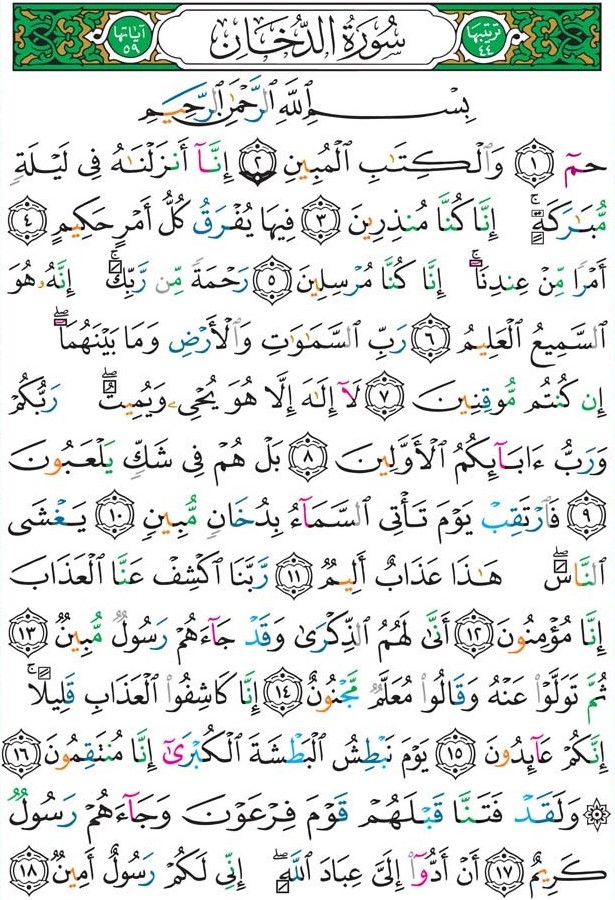 ترتيبها ٤٤ سُورَةُ الدُّخَانِ آياتها ٥٩
بِسْمِ ٱللَّهِ ٱلرَّحْمَٰنِ ٱلرَّحِيمِ
حمٓ ﴿١﴾ وَٱلْكِتَٰبِ ٱلْمُبِينِ ﴿٢﴾ إِنَّآ أَنزَلْنَٰهُ فِى لَيْلَةٍ
مُّبَٰرَكَةٍ ۚ إِنَّا كُنَّا مُنذِرِينَ ﴿٣﴾ فِيهَا يُفْرَقُ كُلُّ أَمْرٍ حَكِيمٍ ﴿٤﴾
أَمْرًا مِّنْ عِندِنَآ ۚ إِنَّا كُنَّا مُرْسِلِينَ ﴿٥﴾ رَحْمَةً مِّن رَّبِّكَ ۚ إِنَّهُۥ هُوَ
ٱلسَّمِيعُ ٱلْعَلِيمُ ﴿٦﴾ رَبِّ ٱلسَّمَٰوَٰتِ وَٱلْأَرْضِ وَمَا بَيْنَهُمَآ ۖ
إِن كُنتُم مُّوقِنِينَ ﴿٧﴾ لَآ إِلَٰهَ إِلَّا هُوَ يُحْىِۦ وَيُمِيتُ ۖ رَبُّكُمْ
وَرَبُّ ءَابَآئِكُمُ ٱلْأَوَّلِينَ ﴿٨﴾ بَلْ هُمْ فِى شَكٍّ يَلْعَبُونَ
﴿٩﴾ فَٱرْتَقِبْ يَوْمَ تَأْتِى ٱلسَّمَآءُ بِدُخَانٍ مُّبِينٍ ﴿١٠﴾ يَغْشَى
ٱلنَّاسَ ۖ هَٰذَا عَذَابٌ أَلِيمٌ ﴿١١﴾ رَّبَّنَا ٱكْشِفْ عَنَّا ٱلْعَذَابَ
إِنَّا مُؤْمِنُونَ ﴿١٢﴾ أَنَّىٰ لَهُمُ ٱلذِّكْرَىٰ وَقَدْ جَآءَهُمْ رَسُولٌ مُّبِينٌ ﴿١٣﴾
ثُمَّ تَوَلَّوْا۟ عَنْهُ وَقَالُوا۟ مُعَلَّمٌ مَّجْنُونٌ ﴿١٤﴾ إِنَّا كَاشِفُوا۟ ٱلْعَذَابِ قَلِيلًا ۚ
إِنَّكُمْ عَآئِدُونَ ﴿١٥﴾ يَوْمَ نَبْطِشُ ٱلْبَطْشَةَ ٱلْكُبْرَىٰٓ إِنَّا مُنتَقِمُونَ ﴿١٦﴾
۞ وَلَقَدْ فَتَنَّا قَبْلَهُمْ قَوْمَ فِرْعَوْنَ وَجَآءَهُمْ رَسُولٌ
كَرِيمٌ ﴿١٧﴾ أَنْ أَدُّوٓا۟ إِلَىَّ عِبَادَ ٱللَّهِ ۖ إِنِّى لَكُمْ رَسُولٌ أَمِينٌ ﴿١٨﴾